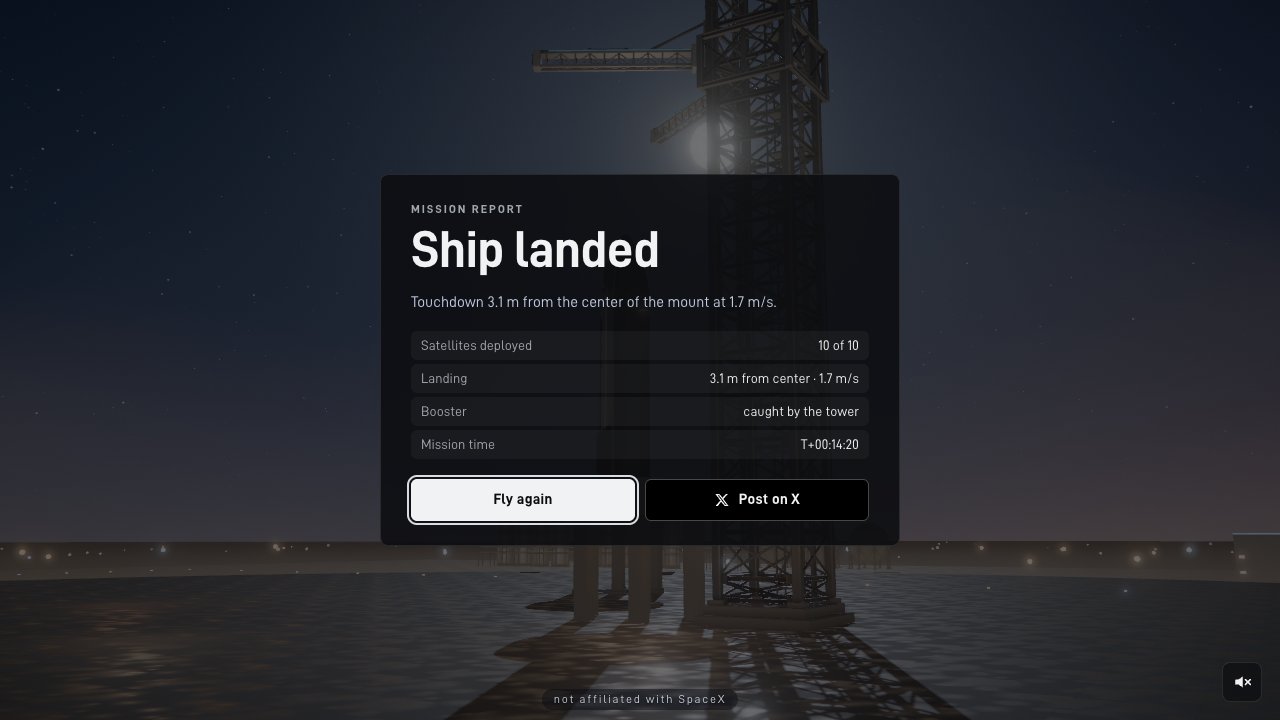 MISSION REPORT
Ship landed
Touchdown 3.1 m from the center of the mount at 1.7 m/s.
Satellites deployed 10 of 10
Landing 3.1 m from center · 1.7 m/s
Booster caught by the tower
Mission time T+00:14:20
Fly again Post on X
not affiliated with SpaceX